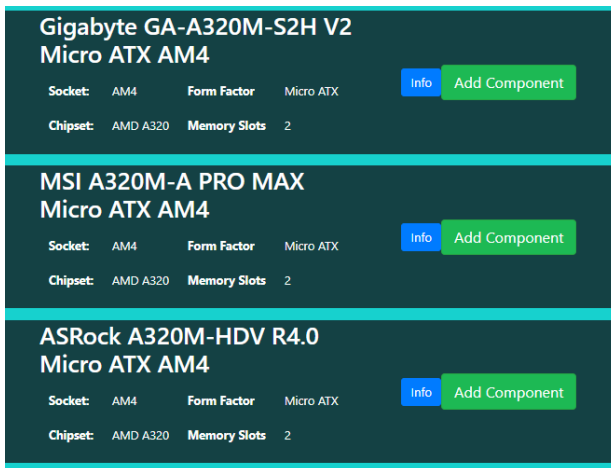 Gigabyte GA-A320M-S2H V2
Micro ATX AM4
Socket: AM4 Form Factor Micro ATX
Info Add Component
Chipset: AMD A320 Memory Slots 2
MSI A320M-A PRO MAX
Micro ATX AM4
Socket: AM4 Form Factor Micro ATX
Info Add Component
Chipset: AMD A320 Memory Slots 2
ASRock A320M-HDV R4.0
Micro ATX AM4
Socket: AM4 Form Factor Micro ATX
Info Add Component
Chipset: AMD A320 Memory Slots 2